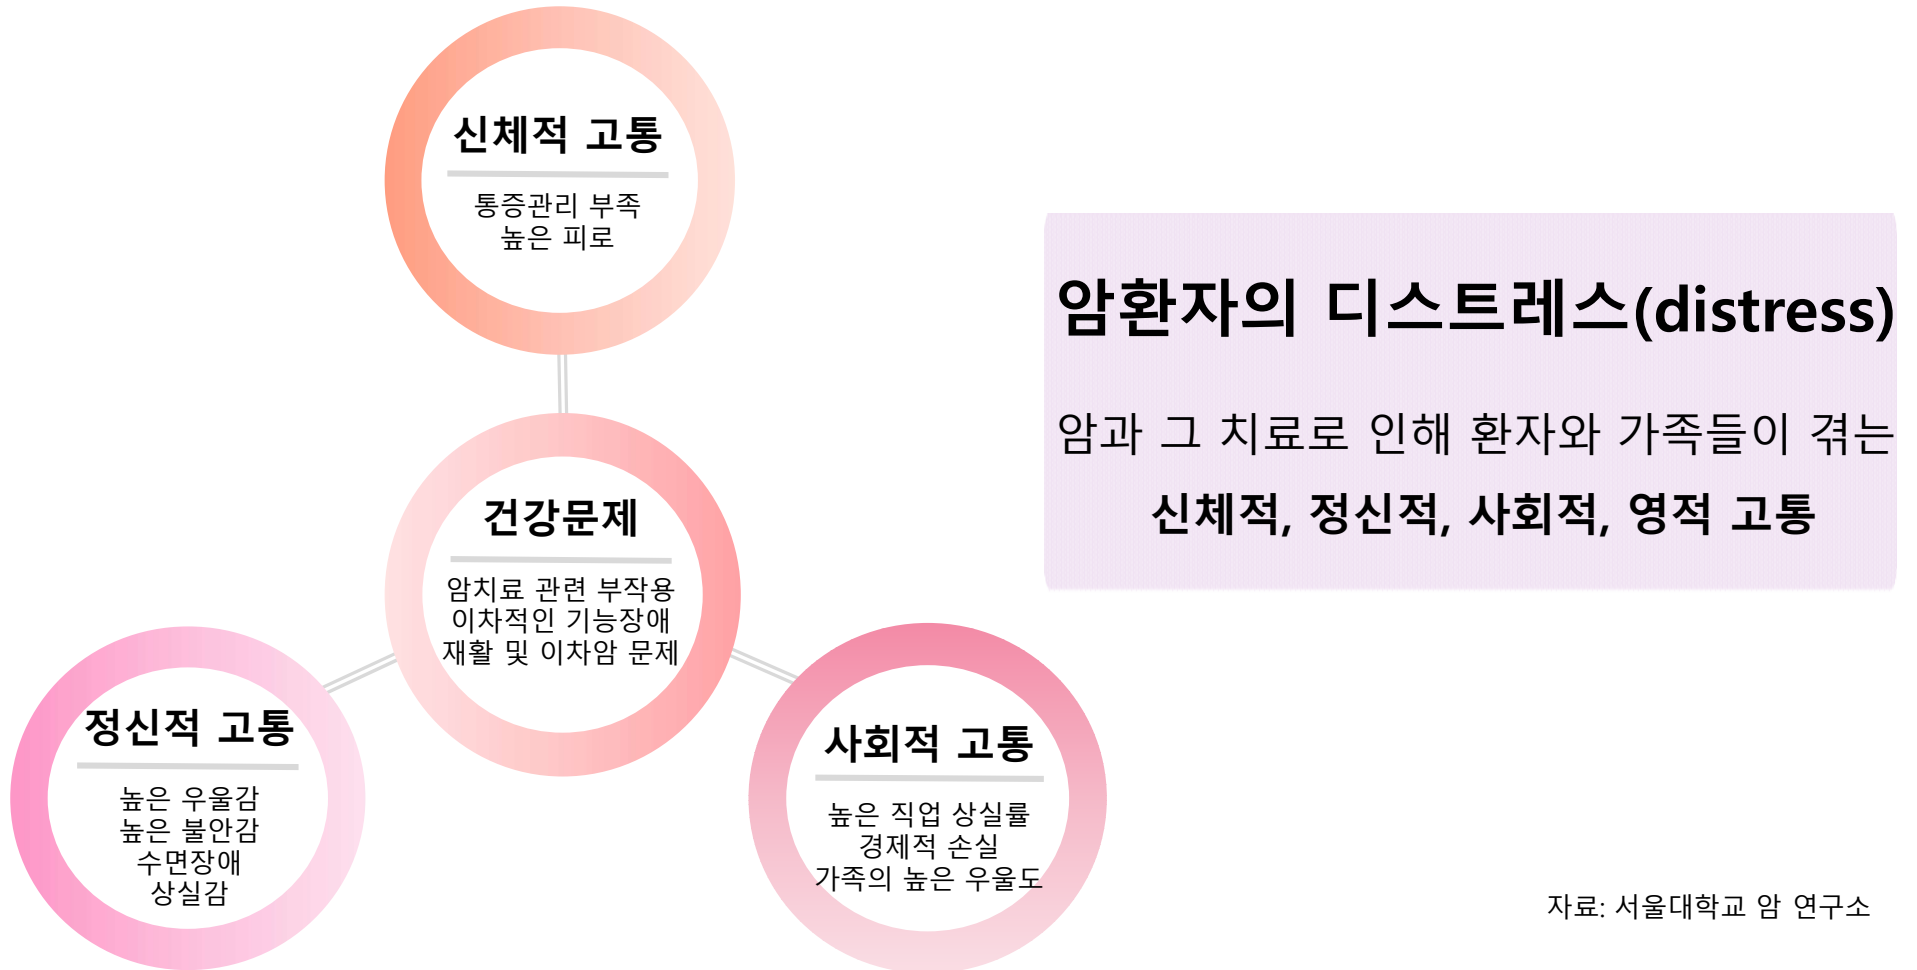 신체적 고통
통증관리 부족
높은 피로
건강문제
암치료 관련 부작용
이차적인 기능장애
재활 및 이차암 문제
정신적 고통
높은 우울감
높은 불안감
수면장애
상실감
사회적 고통
높은 직업 상실률
경제적 손실
가족의 높은 우울도
암환자의 디스트레스(distress)
암과 그 치료로 인해 환자와 가족들이 겪는
신체적, 정신적, 사회적, 영적 고통
자료: 서울대학교 암 연구소